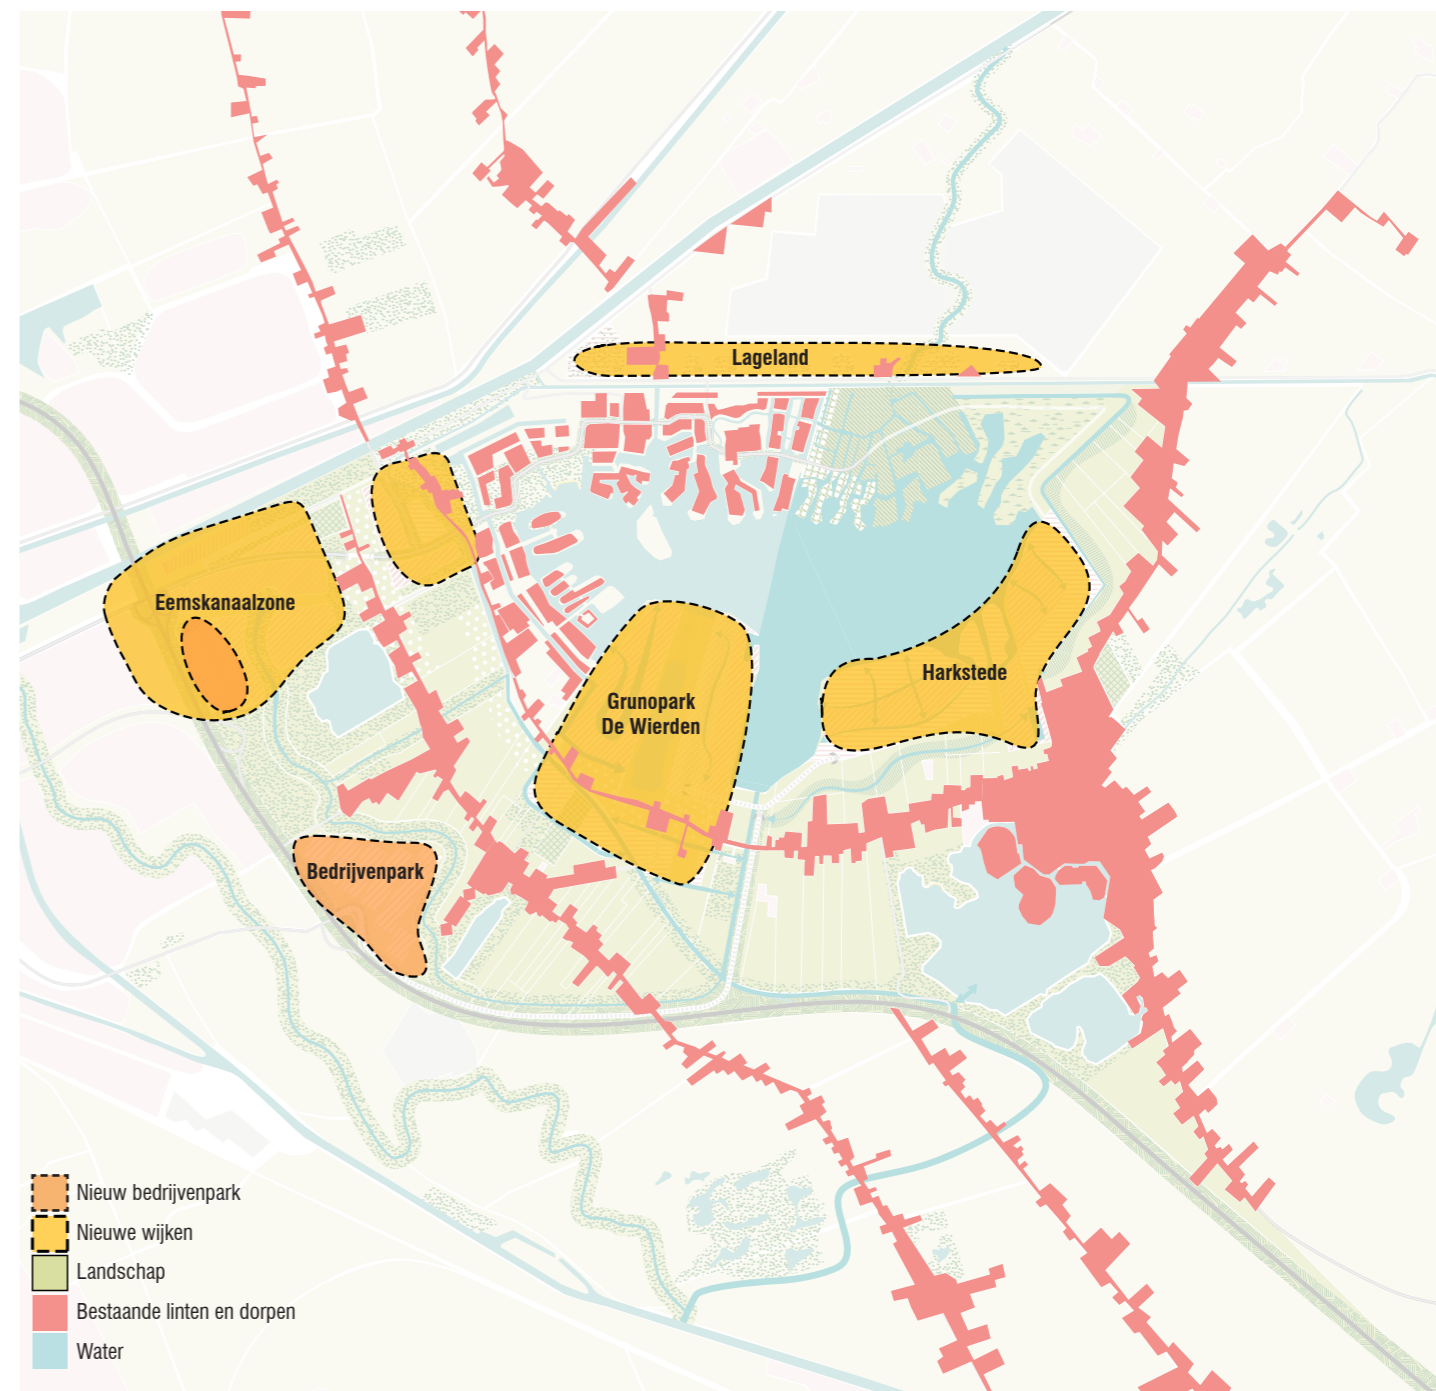 Lageland
Eemskanaalzone
Harkstede
Grunopark
De Wierden
Bedrijvenpark
Nieuw bedrijvenpark
Nieuwe wijken
Landschap
Bestaande linten en dorpen
Water